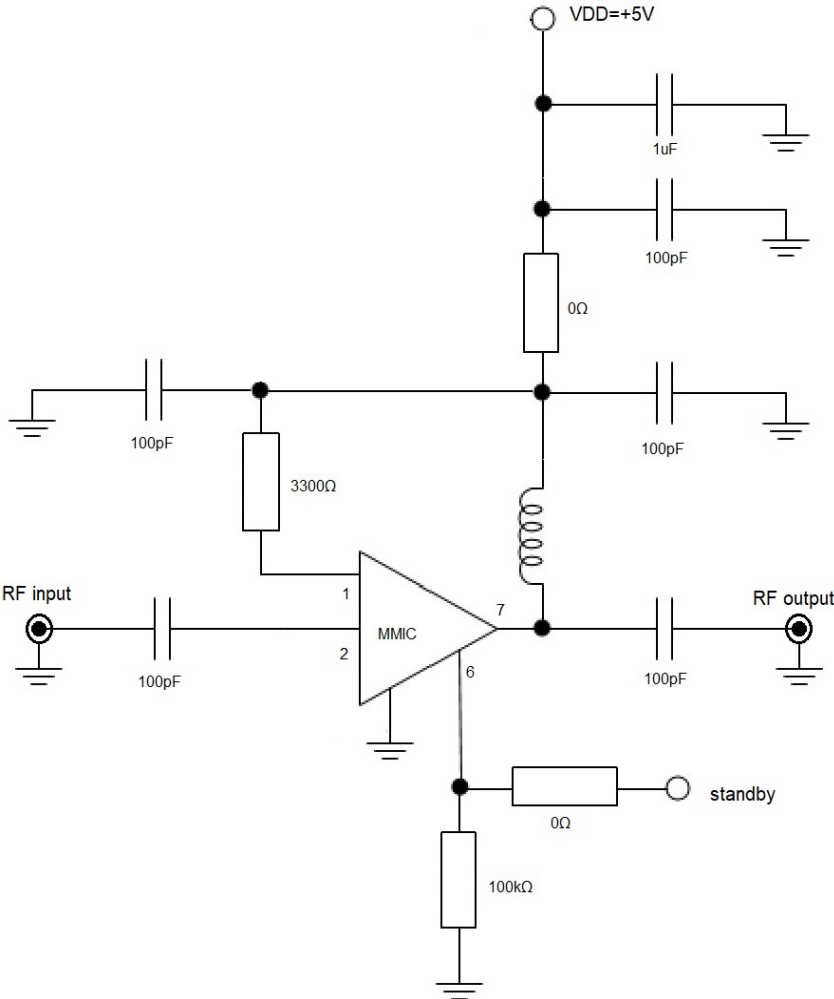 VDD=+5V
1uF
100pF
0Ω
100pF
100pF
3300Ω
RF input
RF output
1
7
MMIC
2
6
100pF
100pF
standby
0Ω
100kΩ